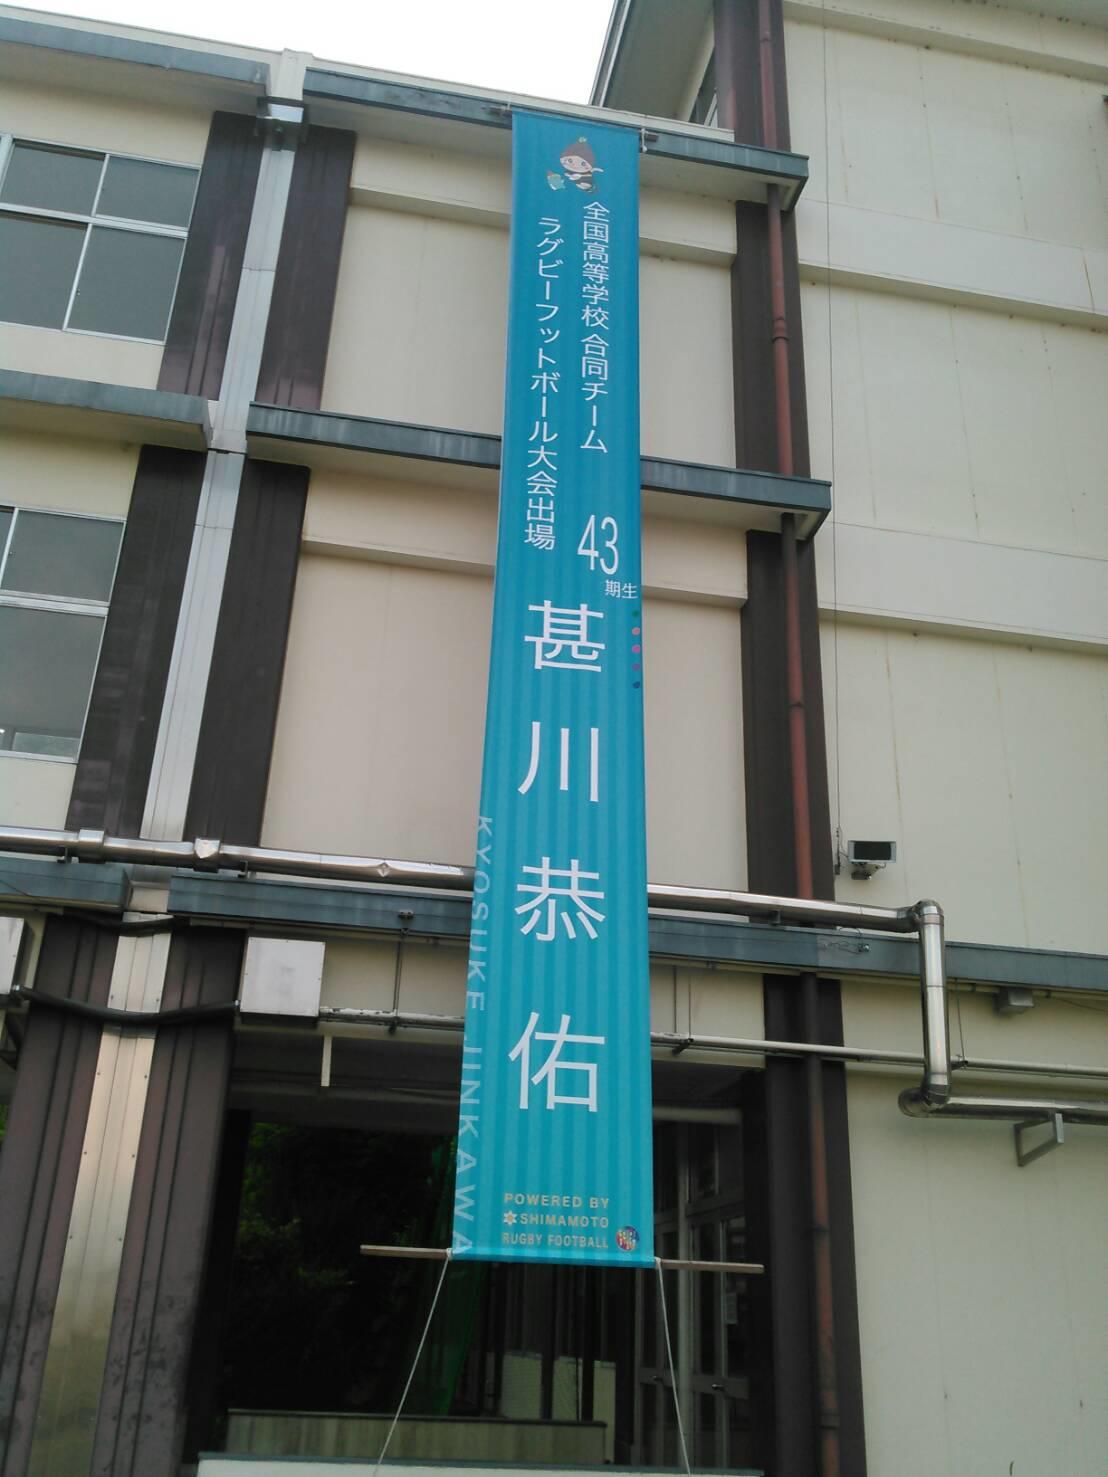 全国高等学校 合同チーム
ラグビーフットボール大会出場
43
期生
甚川恭佑
KYOSUKE JINKAWA
POWERED BY
SHIMAMOTO
RUGBY FOOTBALL